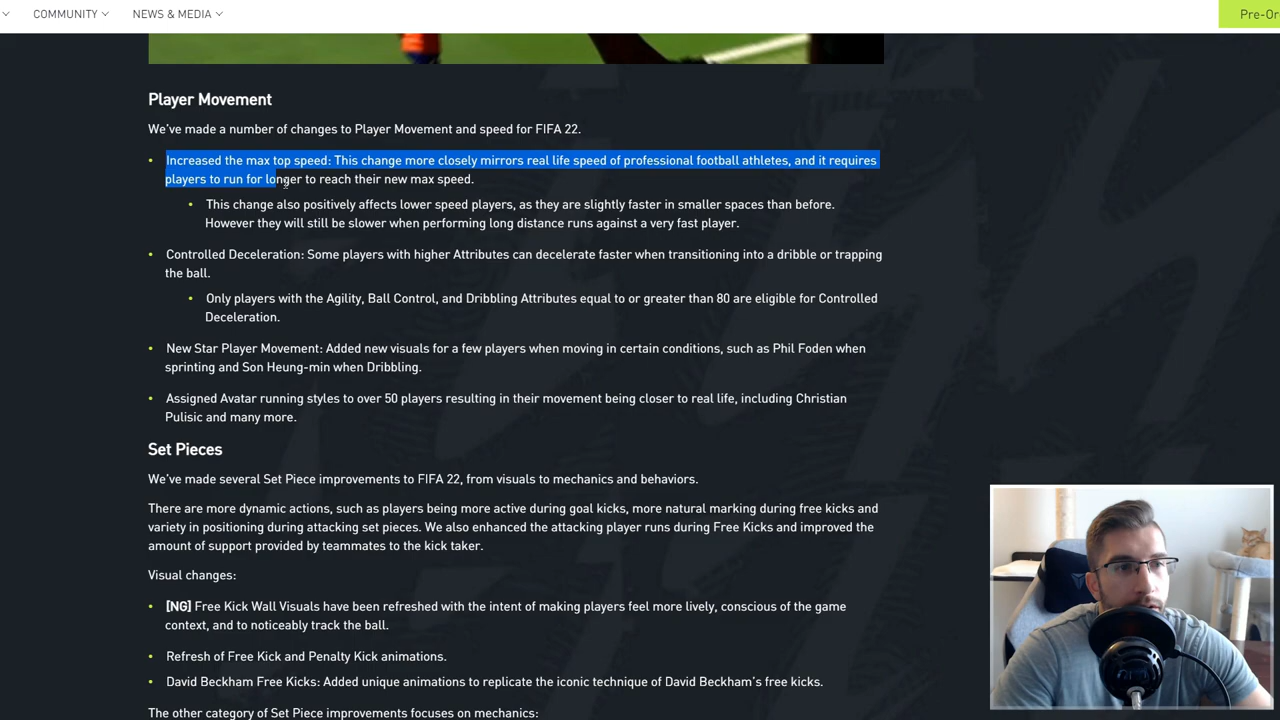 COMMUNITY
NEWS & MEDIA
Pre-Or
Player Movement
We've made a number of changes to Player Movement and speed for FIFA 22.
• Increased the max top speed: This change more closely mirrors real life speed of professional football athletes, and it requires
players to run for longer to reach their new max speed.
• This change also positively affects lower speed players, as they are slightly faster in smaller spaces than before.
However they will still be slower when performing long distance runs against a very fast player.
• Controlled Deceleration: Some players with higher Attributes can decelerate faster when transitioning into a dribble or trapping
the ball.
• Only players with the Agility, Ball Control, and Dribbling Attributes equal to or greater than 80 are eligible for Controlled
Deceleration.
• New Star Player Movement: Added new visuals for a few players when moving in certain conditions, such as Phil Foden when
sprinting and Son Heung-min when Dribbling.
• Assigned Avatar running styles to over 50 players resulting in their movement being closer to real life, including Christian
Pulisic and many more.
Set Pieces
We've made several Set Piece improvements to FIFA 22, from visuals to mechanics and behaviors.
There are more dynamic actions, such as players being more active during goal kicks, more natural marking during free kicks and
variety in positioning during attacking set pieces. We also enhanced the attacking player runs during Free Kicks and improved the
amount of support provided by teammates to the kick taker.
Visual changes:
• [NG] Free Kick Wall Visuals have been refreshed with the intent of making players feel more lively, conscious of the game
context, and to noticeably track the ball.
• Refresh of Free Kick and Penalty Kick animations.
• David Beckham Free Kicks: Added unique animations to replicate the iconic technique of David Beckham's free kicks.
The other category of Set Piece improvements focuses on mechanics: